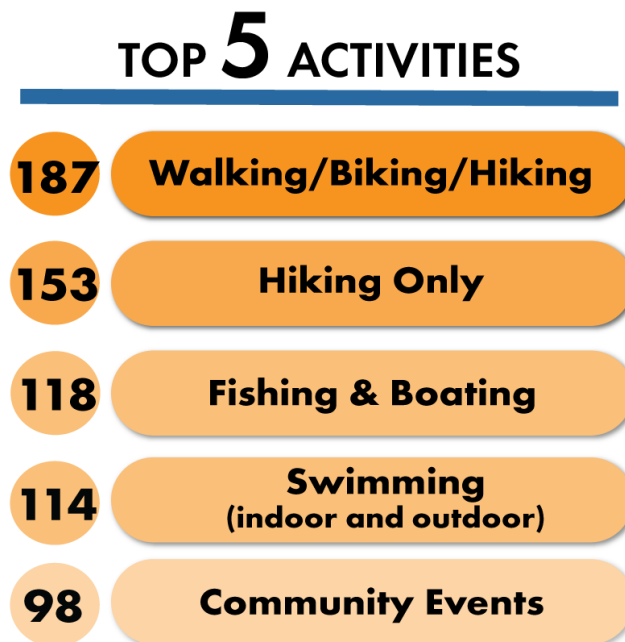 TOP 5 ACTIVITIES
187 Walking/Biking/Hiking
153 Hiking Only
118 Fishing & Boating
114 Swimming
(indoor and outdoor)
98 Community Events